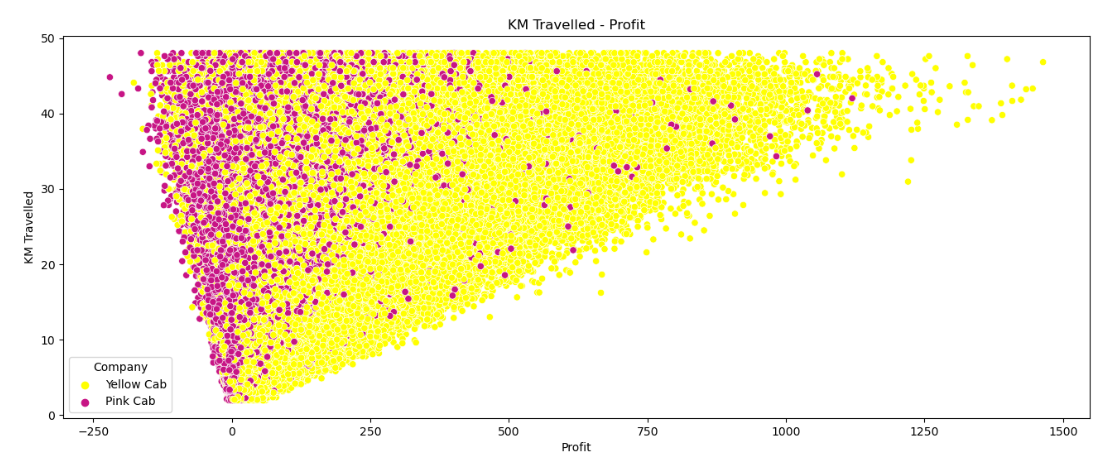 KM Travelled - Profit
50
40
30
20
10
0
KM Travelled
Company
Yellow Cab
Pink Cab
−250
0
250
500
750
1000
1250
1500
Profit